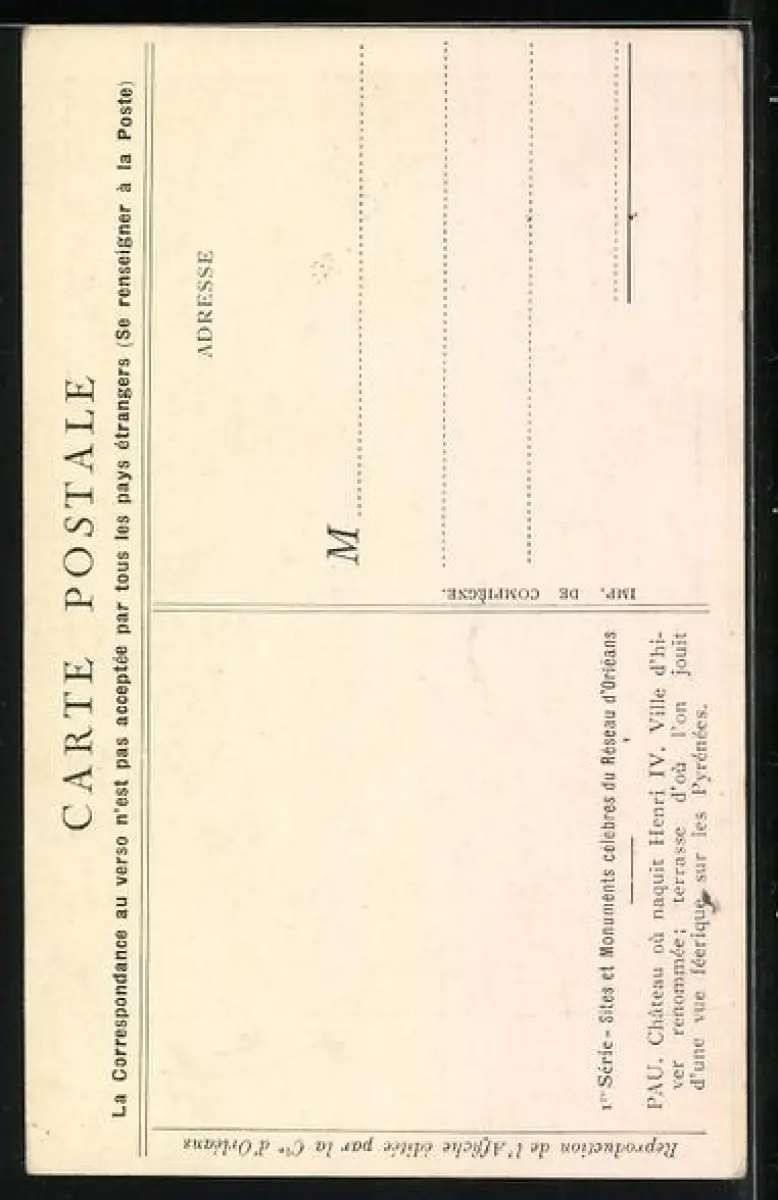 CARTE POSTALE
La Correspondance au verso n'est pas acceptée par tous les pays étrangers (Se renseigner à la Poste)
Reproduction de l'Affiche éditée par la Cie d'Orléans
1re Série - Sites et Monuments célèbres du Réseau d'Orléans
PAU. Château où naquit Henri IV. Ville d'hi-
ver renommée; terrasse d'où l'on jouit
d'une vue féerique sur les Pyrénées.
IMP. DE COMPIÈGNE.
ADRESSE
M